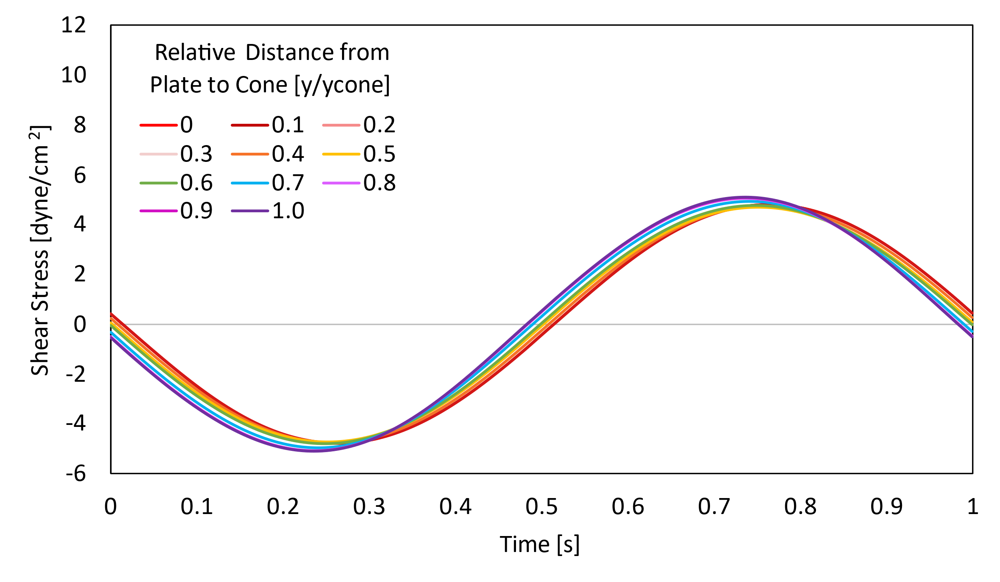 12
10
8
6
4
2
0
-2
-4
-6
Shear Stress [dyne/cm ²]
Relative Distance from
Plate to Cone [y/ycone]
0 0.1 0.2
0.3 0.4 0.5
0.6 0.7 0.8
0.9 1.0
0 0.1 0.2 0.3 0.4 0.5 0.6 0.7 0.8 0.9 1
Time [s]